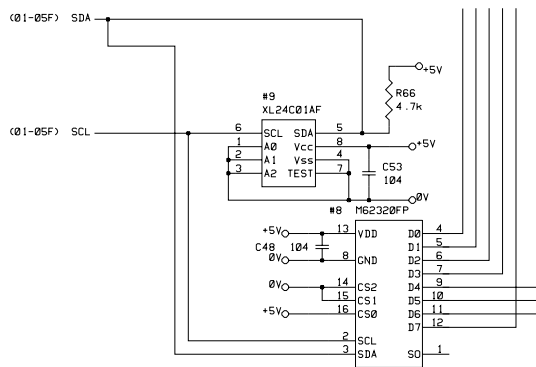 (01-05F) SDA
+5V
#9
XL24C01AF
R66
4.7k
(01-05F) SCL
6 SCL SDA 5
1 A0 Vcc 8 +5V
2 A1 Vss 4
3 A2 TEST 7
C53
104
0V
#8 M62320FP
+5V 13 VDD D0 4
C48 104
D1 5
0V 8 GND D2 6
D3 7
0V 14 CS2 D4 9
15 CS1 D5 10
+5V 16 CS0 D6 11
D7 12
2 SCL
3 SDA SO 1